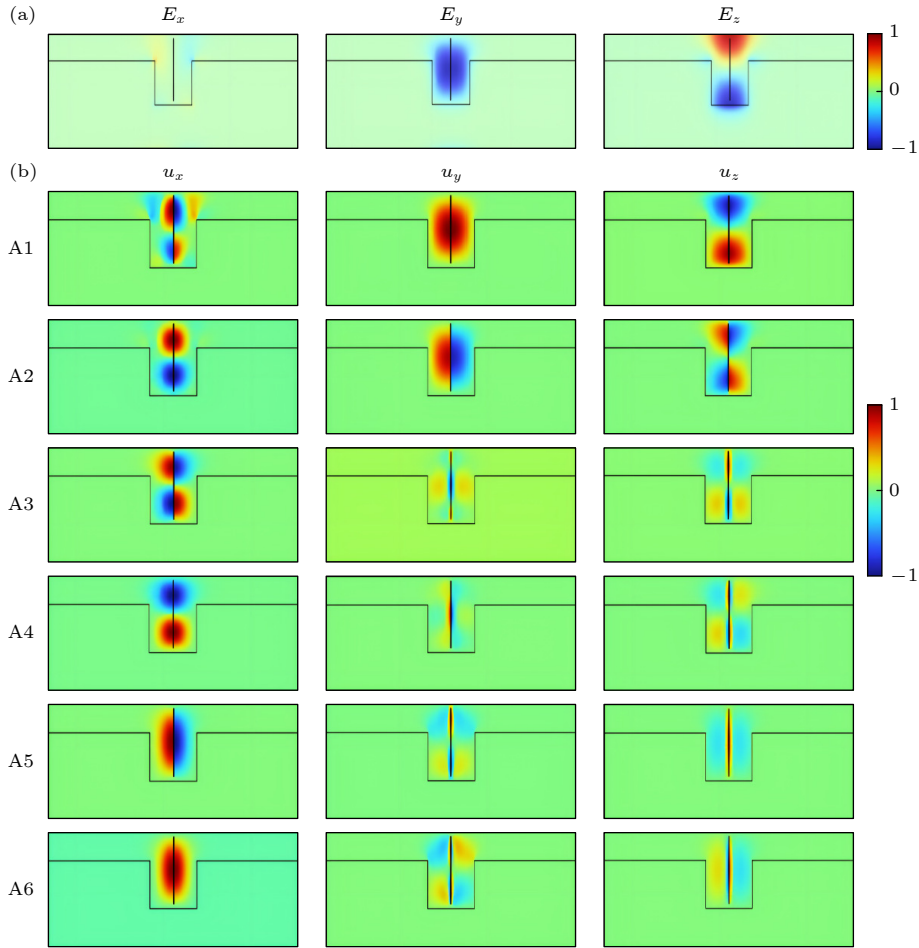 (a) E_x E_y E_z
1
0
−1
(b) u_x u_y u_z
A1
A2
1
A3
0
A4
−1
A5
A6